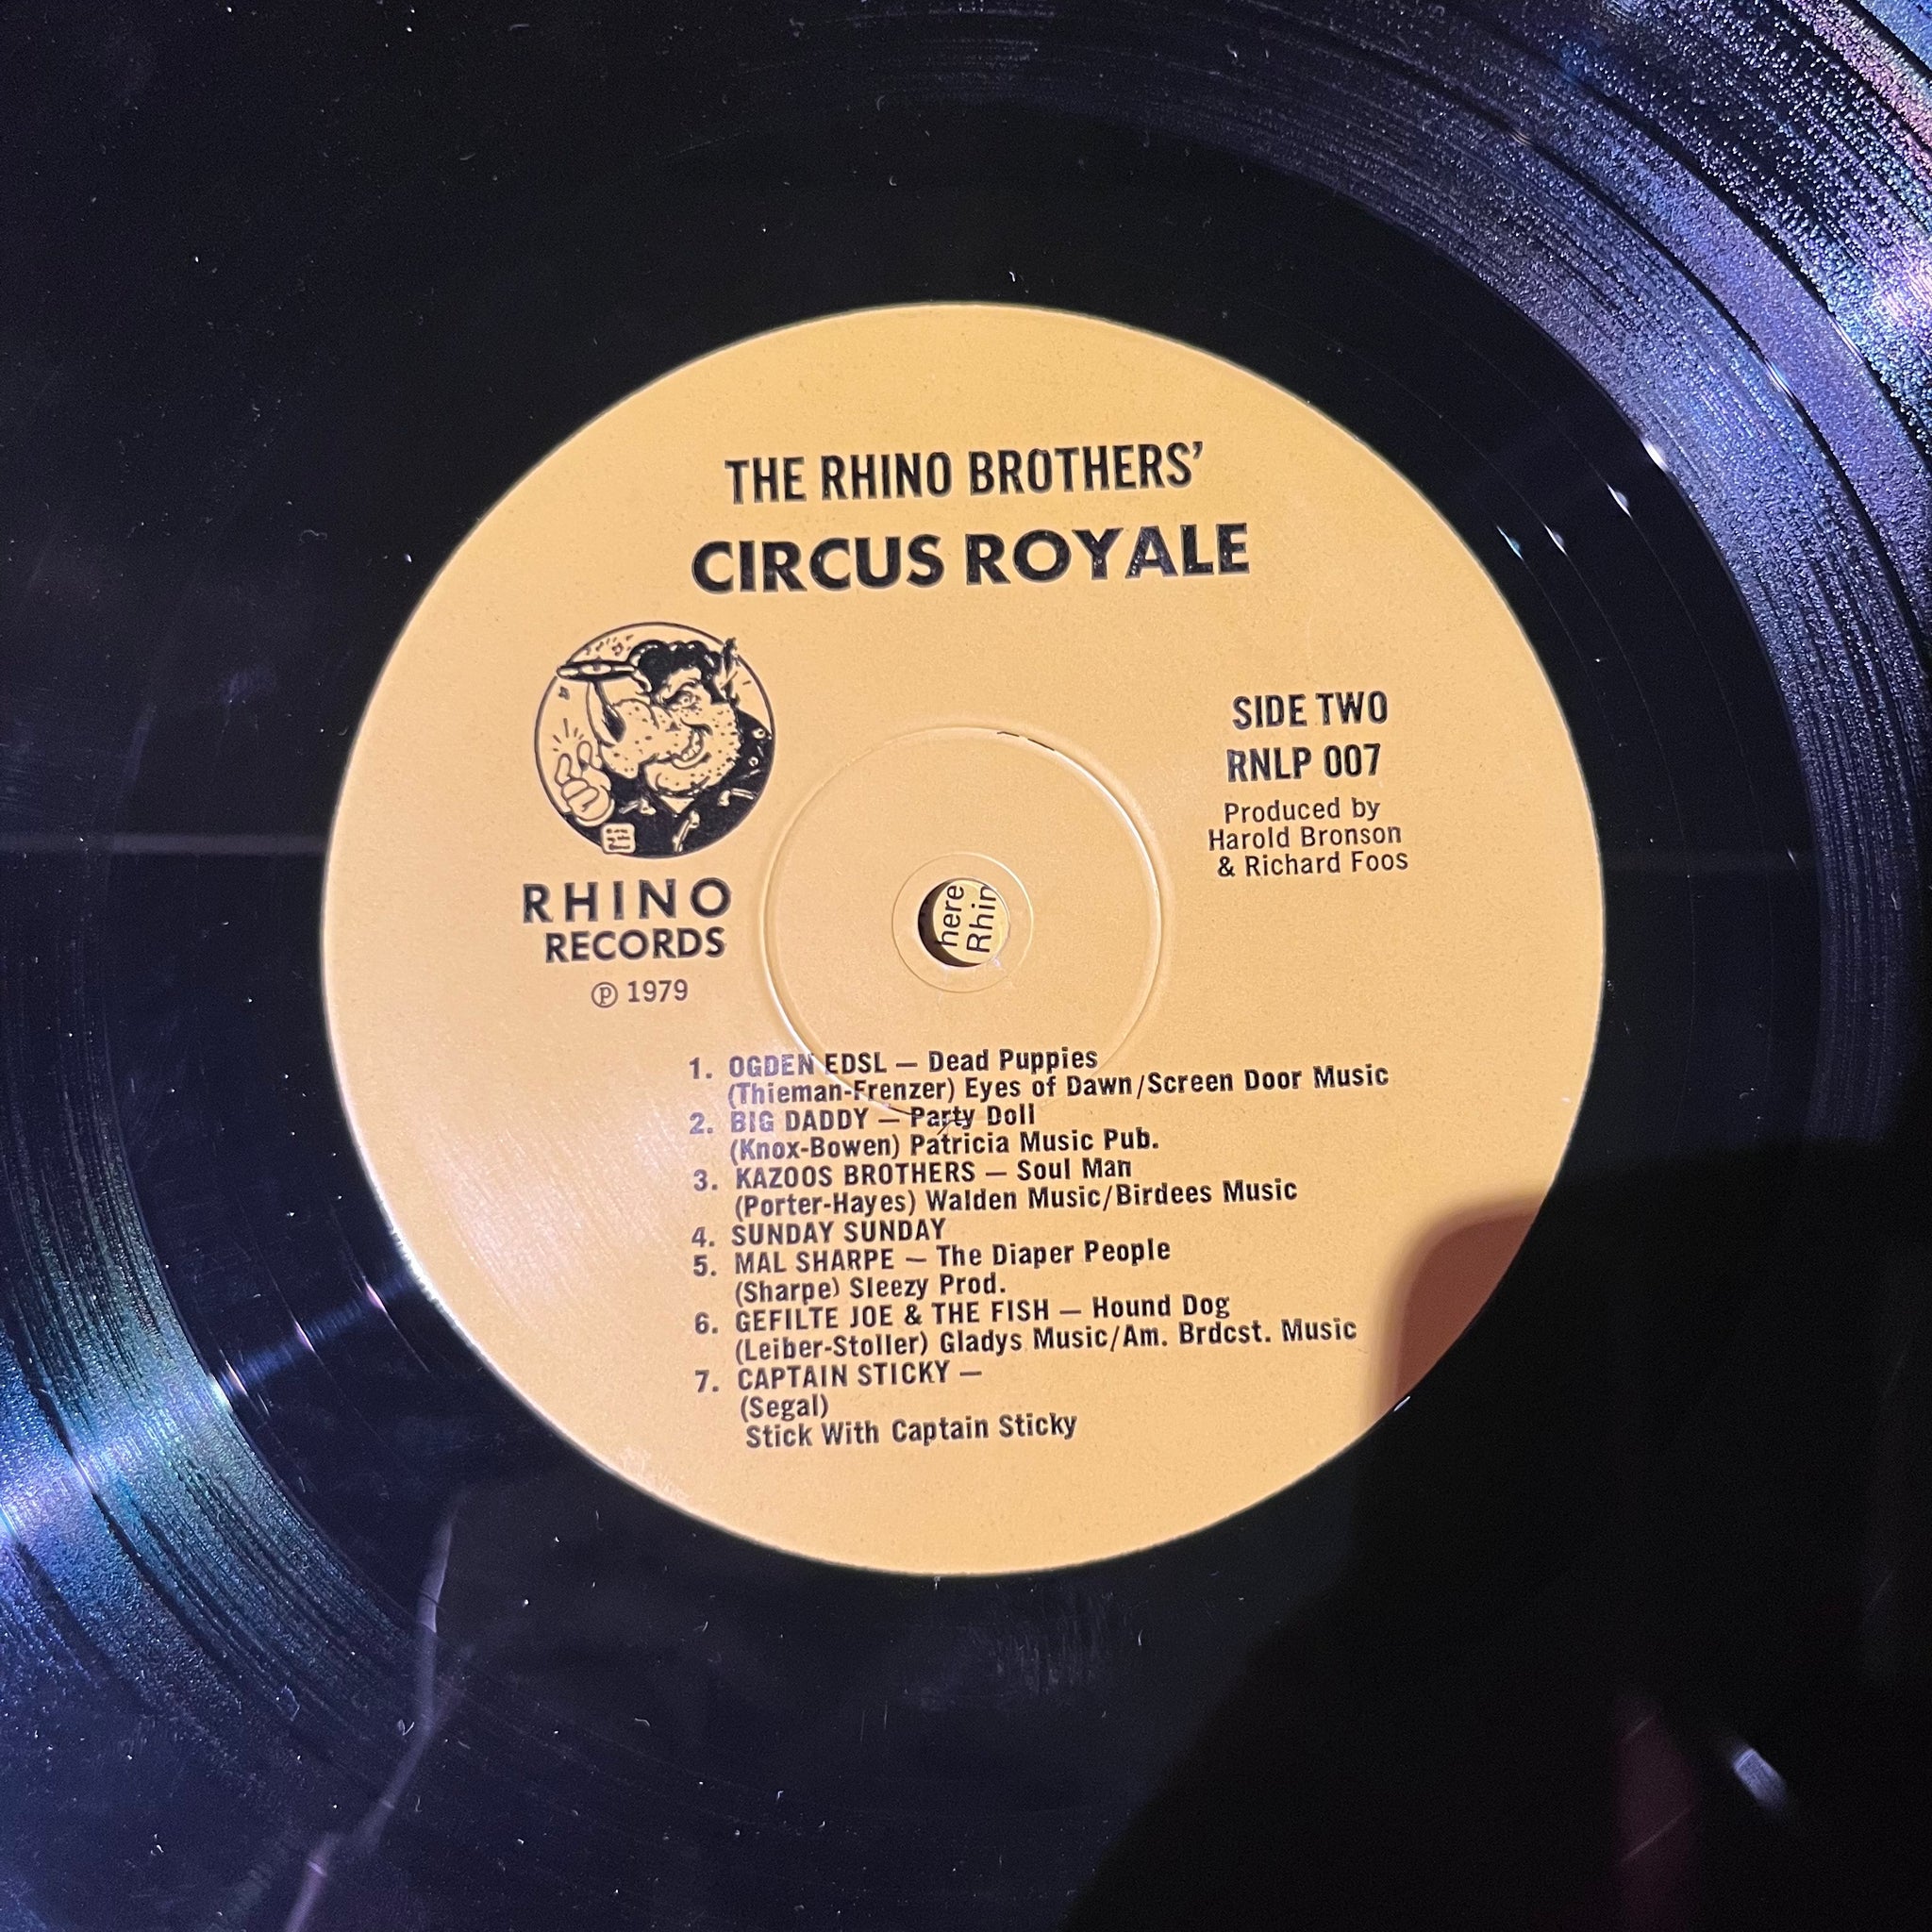 THE RHINO BROTHERS'
CIRCUS ROYALE
RHINO
RECORDS
℗ 1979
SIDE TWO
RNLP 007
Produced by
Harold Bronson
& Richard Foos
here
Rhin
1. OGDEN EDSL — Dead Puppies
(Thieman-Frenzer) Eyes of Dawn/Screen Door Music
2. BIG DADDY — Party Doll
(Knox-Bowen) Patricia Music Pub.
3. KAZOOS BROTHERS — Soul Man
(Porter-Hayes) Walden Music/Birdees Music
4. SUNDAY SUNDAY
5. MAL SHARPE — The Diaper People
(Sharpe) Sleezy Prod.
6. GEFILTE JOE & THE FISH — Hound Dog
(Leiber-Stoller) Gladys Music/Am. Brdcst. Music
7. CAPTAIN STICKY —
(Segal)
Stick With Captain Sticky